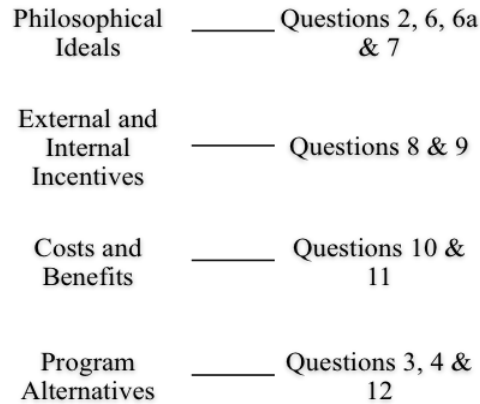 Philosophical
Ideals
Questions 2, 6, 6a
& 7
External and
Internal
Incentives
Questions 8 & 9
Costs and
Benefits
Questions 10 &
11
Program
Alternatives
Questions 3, 4 &
12